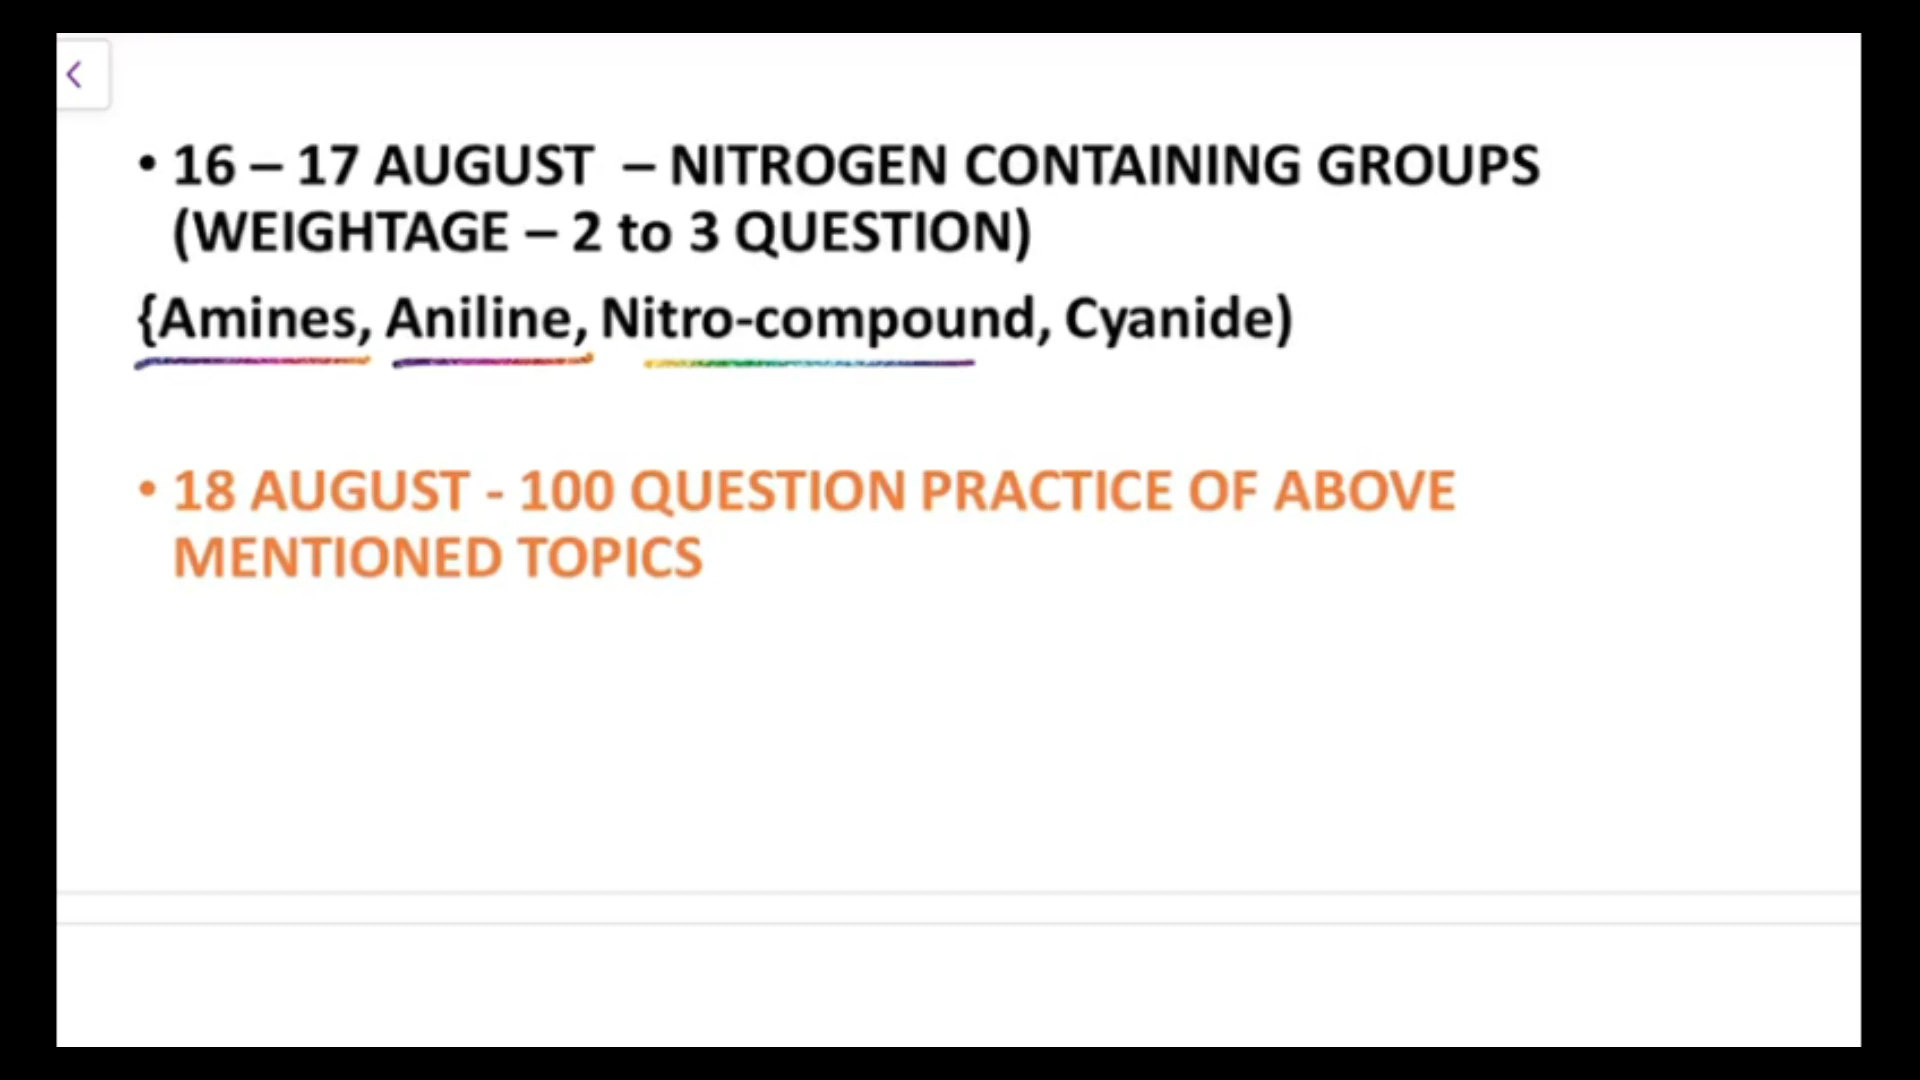 • 16 – 17 AUGUST – NITROGEN CONTAINING GROUPS
(WEIGHTAGE – 2 to 3 QUESTION)
{Amines, Aniline, Nitro-compound, Cyanide)
• 18 AUGUST - 100 QUESTION PRACTICE OF ABOVE
MENTIONED TOPICS